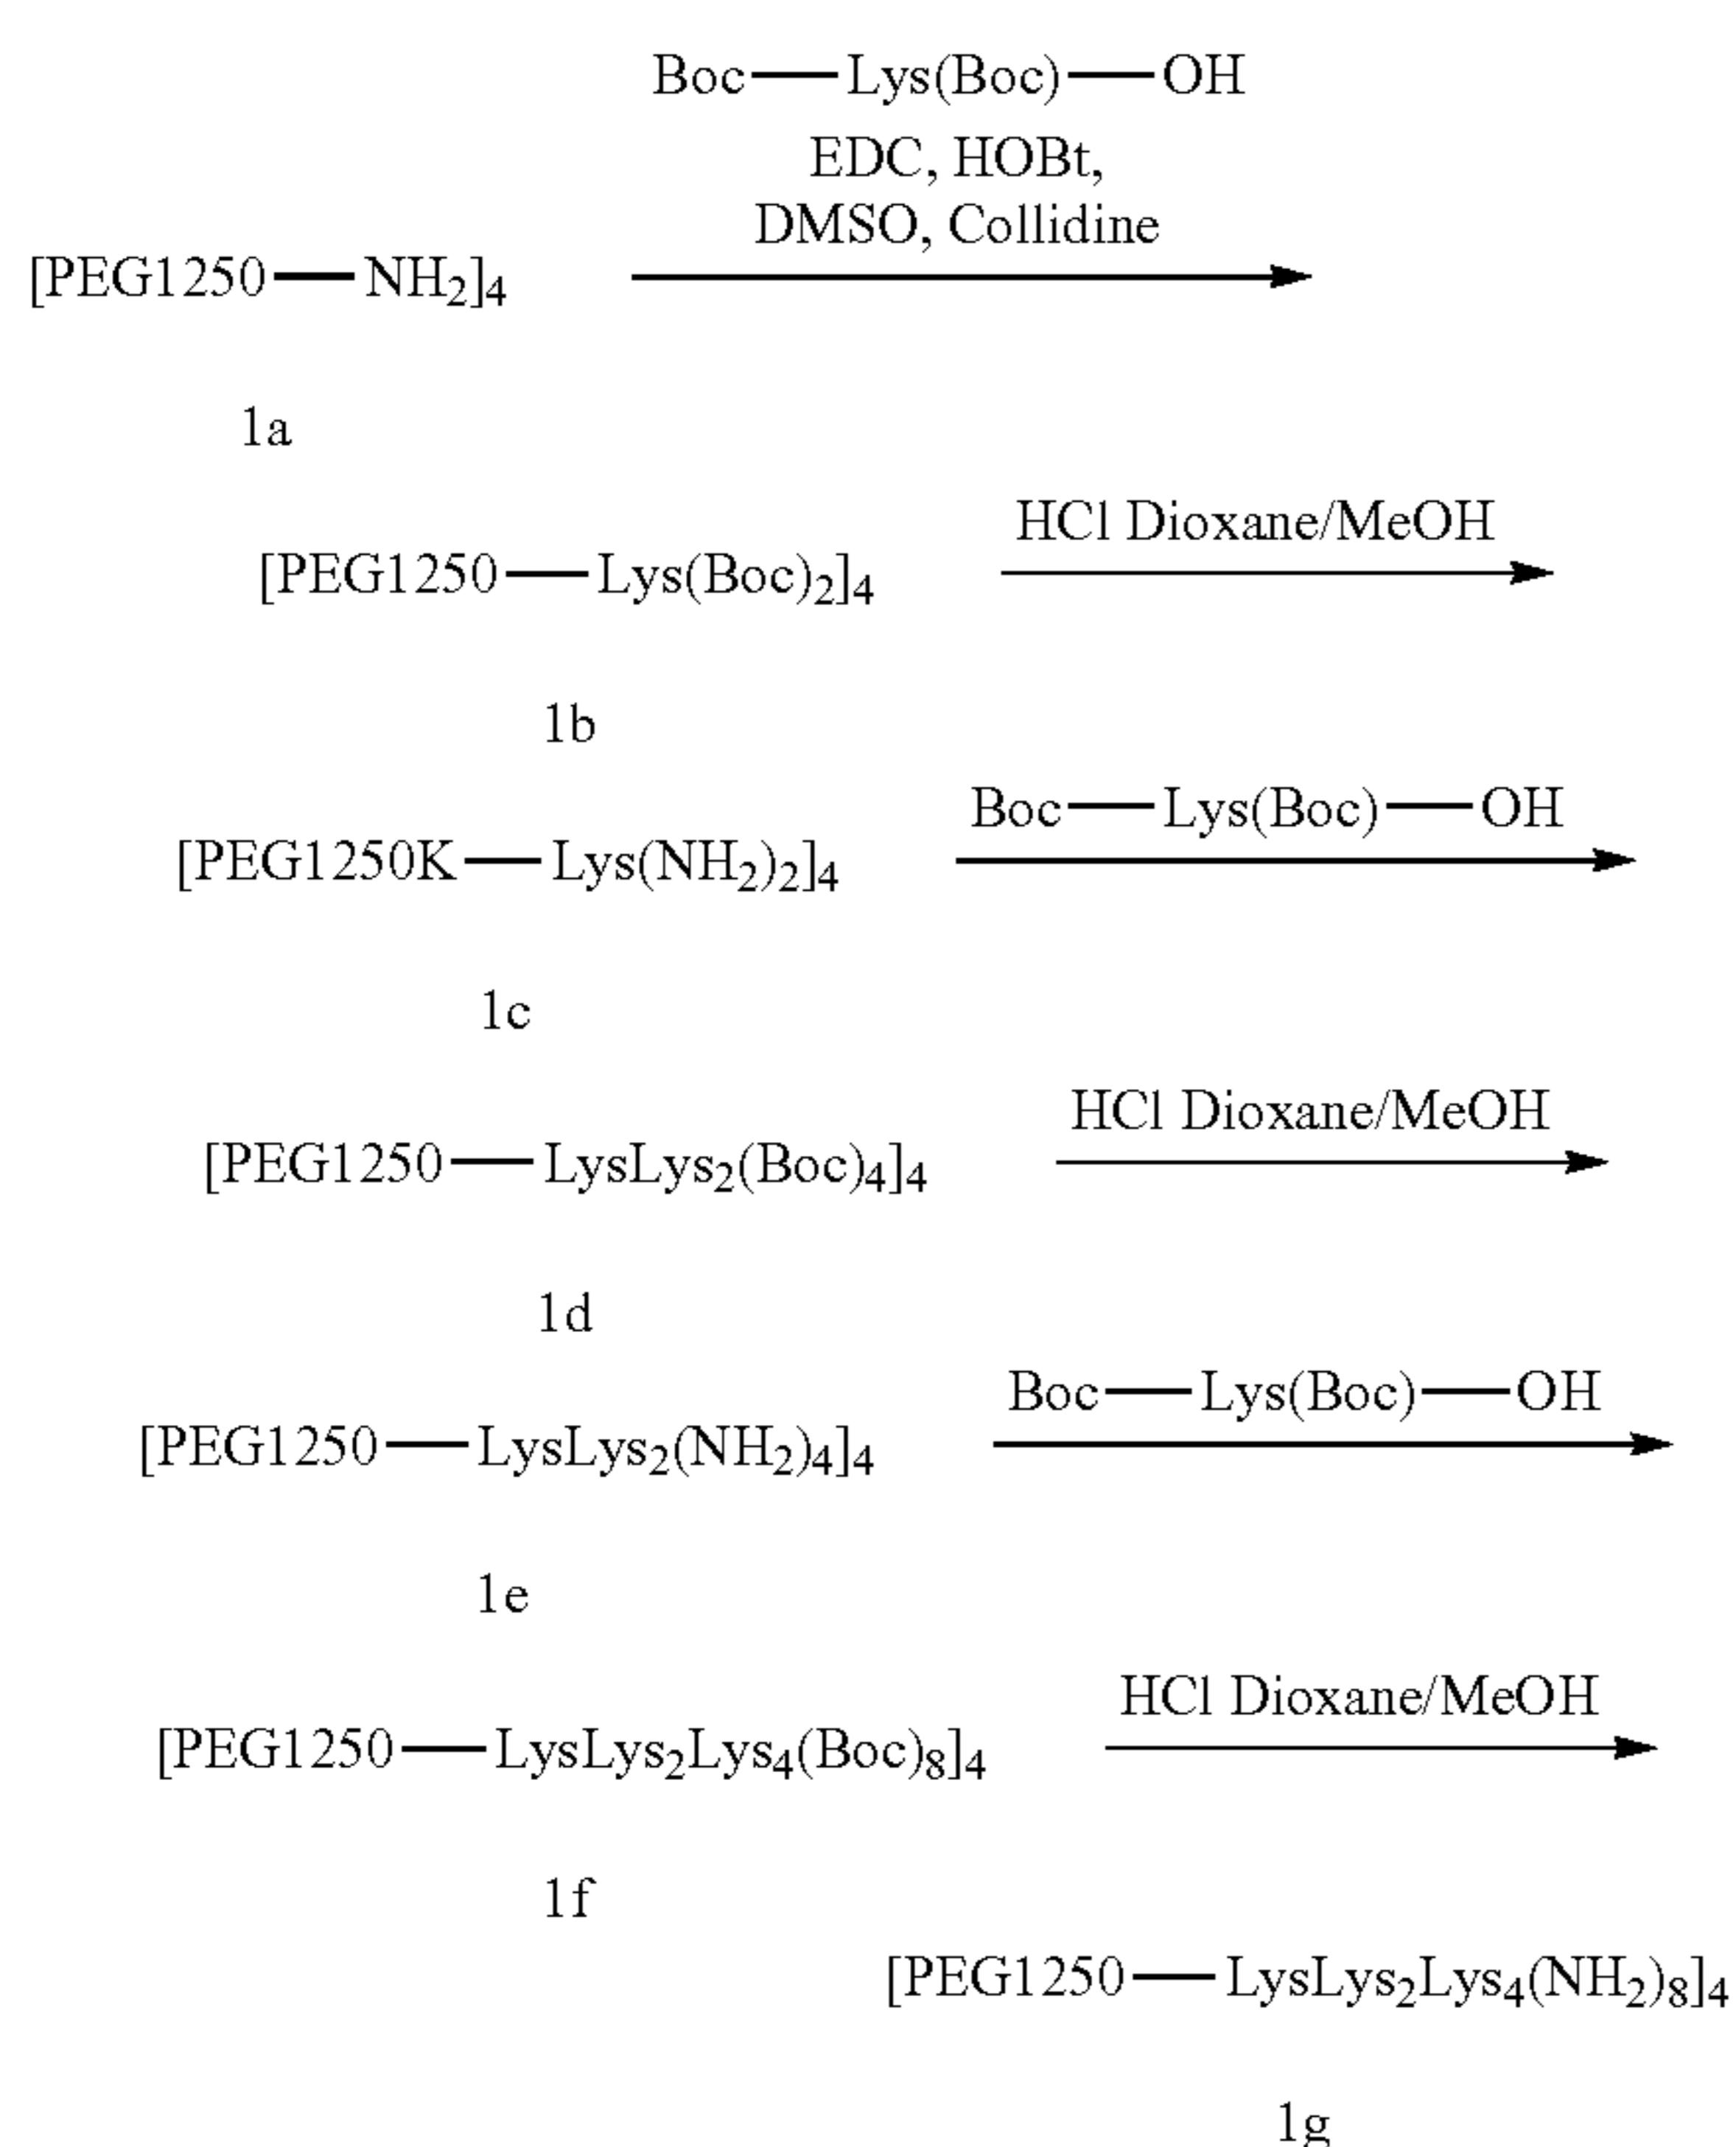 Boc—Lys(Boc)—OH
EDC, HOBt,
DMSO, Collidine
[PEG1250—NH₂]₄
1a
HCl Dioxane/MeOH
[PEG1250—Lys(Boc)₂]₄
1b
Boc—Lys(Boc)—OH
[PEG1250K—Lys(NH₂)₂]₄
1c
HCl Dioxane/MeOH
[PEG1250—LysLys₂(Boc)₄]₄
1d
Boc—Lys(Boc)—OH
[PEG1250—LysLys₂(NH₂)₄]₄
1e
HCl Dioxane/MeOH
[PEG1250—LysLys₂Lys₄(Boc)₈]₄
1f
[PEG1250—LysLys₂Lys₄(NH₂)₈]₄
1g